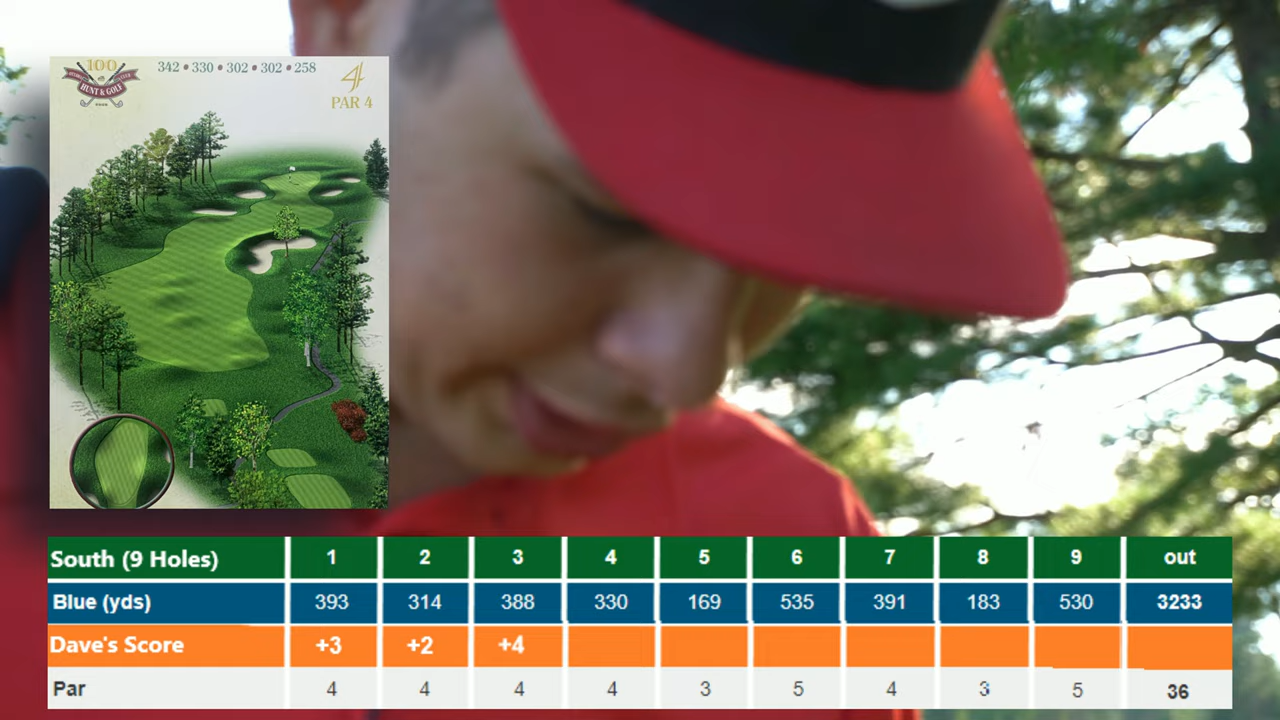 100
HUNT & GOLF
342 • 330 • 302 • 302 • 258
4
PAR 4
South (9 Holes) 1 2 3 4 5 6 7 8 9 out
Blue (yds) 393 314 388 330 169 535 391 183 530 3233
Dave's Score +3 +2 +4
Par 4 4 4 4 3 5 4 3 5 36